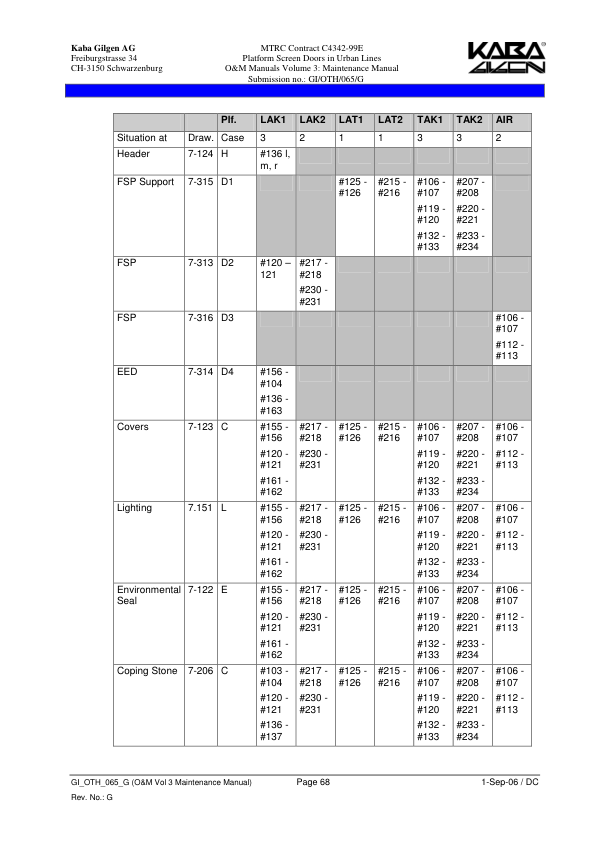 Kaba Gilgen AG
Freiburgstrasse 34
CH-3150 Schwarzenburg
MTRC Contract C4342-99E
Platform Screen Doors in Urban Lines
O&M Manuals Volume 3: Maintenance Manual
Submission no.: GI/OTH/065/G
KABA
GILGEN
Plf. LAK1 LAK2 LAT1 LAT2 TAK1 TAK2 AIR
Situation at Draw. Case 3 2 1 1 3 3 2
Header 7-124 H #136 l,
m, r
FSP Support 7-315 D1 #125 - #215 - #106 - #207 -
#126 #216 #107 #208
#119 - #220 -
#120 #221
#132 - #233 -
#133 #234
FSP 7-313 D2 #120 – #217 -
121 #218
#230 -
#231
FSP 7-316 D3 #106 -
#107
#112 -
#113
EED 7-314 D4 #156 -
#104
#136 -
#163
Covers 7-123 C #155 - #217 - #125 - #215 - #106 - #207 - #106 -
#156 #218 #126 #216 #107 #208 #107
#120 - #230 - #119 - #220 - #112 -
#121 #231 #120 #221 #113
#161 - #132 - #233 -
#162 #133 #234
Lighting 7.151 L #155 - #217 - #125 - #215 - #106 - #207 - #106 -
#156 #218 #126 #216 #107 #208 #107
#120 - #230 - #119 - #220 - #112 -
#121 #231 #120 #221 #113
#161 - #132 - #233 -
#162 #133 #234
Environmental 7-122 E #155 - #217 - #125 - #215 - #106 - #207 - #106 -
Seal #156 #218 #126 #216 #107 #208 #107
#120 - #230 - #119 - #220 - #112 -
#121 #231 #120 #221 #113
#161 - #132 - #233 -
#162 #133 #234
Coping Stone 7-206 C #103 - #217 - #125 - #215 - #106 - #207 - #106 -
#104 #218 #126 #216 #107 #208 #107
#120 - #230 - #119 - #220 - #112 -
#121 #231 #120 #221 #113
#136 - #132 - #233 -
#137 #133 #234
GI_OTH_065_G (O&M Vol 3 Maintenance Manual) Page 68 1-Sep-06 / DC
Rev. No.: G